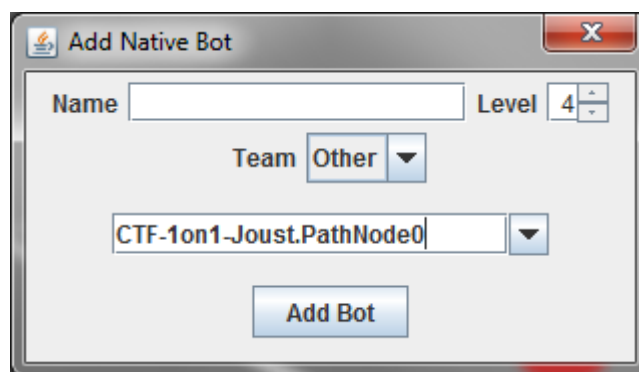 Add Native Bot
Name Level 4
Team Other
CTF-1on1-Joust.PathNode0
Add Bot